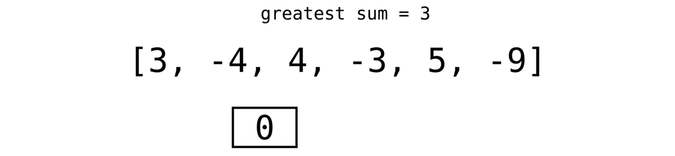 greatest sum = 3
[3, -4, 4, -3, 5, -9]
0